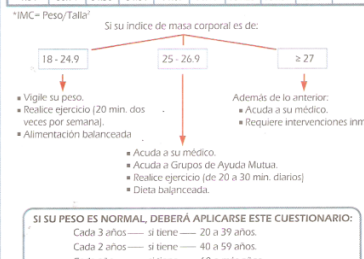 *IMC= Peso/Talla²
Si su índice de masa corporal es de:
18 - 24.9
25 - 26.9
≥ 27
▪ Vigile su peso.
▪ Realice ejercicio (20 min. dos
veces por semana).
▪ Alimentación balanceada
Además de lo anterior:
▪ Acuda a su médico.
▪ Requiere intervenciones
▪ Acuda a su médico.
▪ Acuda a Grupos de Ayuda Mutua.
▪ Realice ejercicio (de 20 a 30 min. diarios)
▪ Dieta balanceada.
SI SU PESO ES NORMAL, DEBERÁ APLICARSE ESTE CUESTIONARIO:
Cada 3 años — si tiene — 20 a 39 años.
Cada 2 años — si tiene — 40 a 59 años.